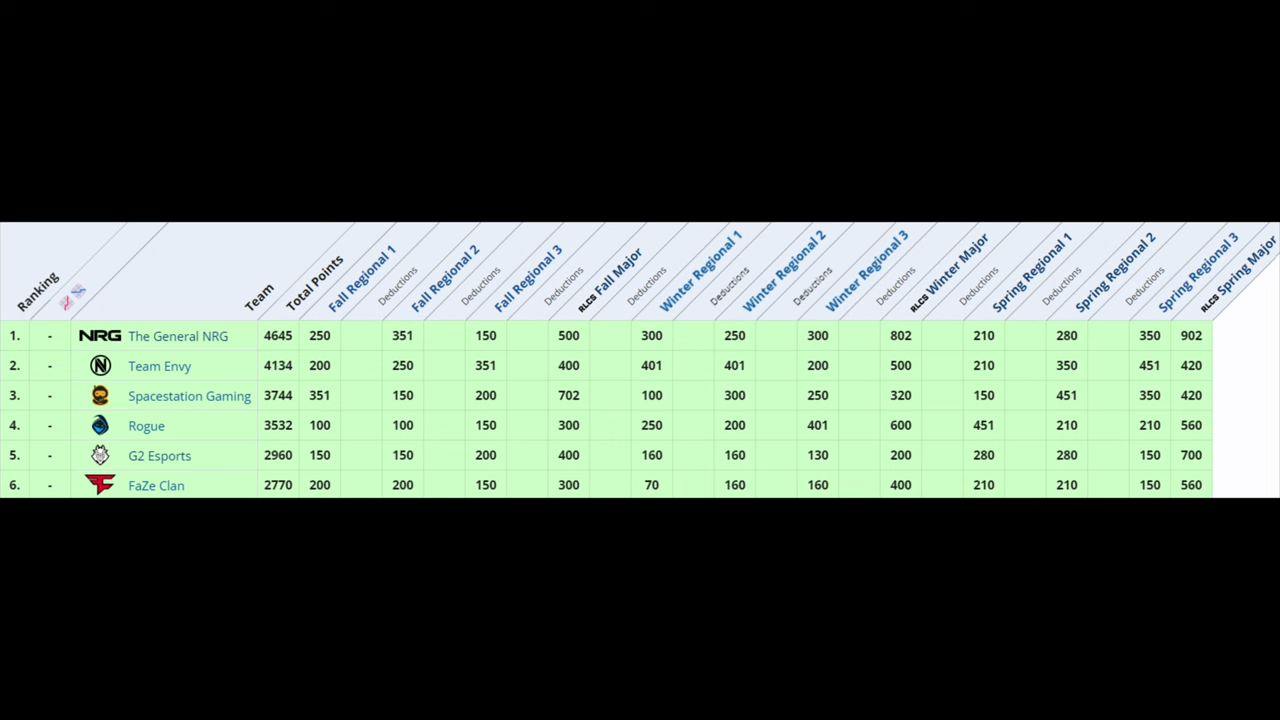 Ranking Team Total Points Fall Regional 1 Deductions Fall Regional 2 Deductions Fall Regional 3 Deductions RLCS Fall Major Deductions Winter Regional 1 Deductions Winter Regional 2 Deductions Winter Regional 3 Deductions RLCS Winter Major Deductions Spring Regional 1 Deductions Spring Regional 2 Deductions Spring Regional 3 RLCS Spring Major
1. - NRG The General NRG 4645 250 351 150 500 300 250 300 802 210 280 350 902
2. - Team Envy 4134 200 250 351 400 401 401 200 500 210 350 451 420
3. - Spacestation Gaming 3744 351 150 200 702 100 300 250 320 150 451 350 420
4. - Rogue 3532 100 100 150 300 250 200 401 600 451 210 210 560
5. - G2 Esports 2960 150 150 200 400 160 160 130 200 280 280 150 700
6. - FaZe Clan 2770 200 200 150 300 70 160 160 400 210 210 150 560